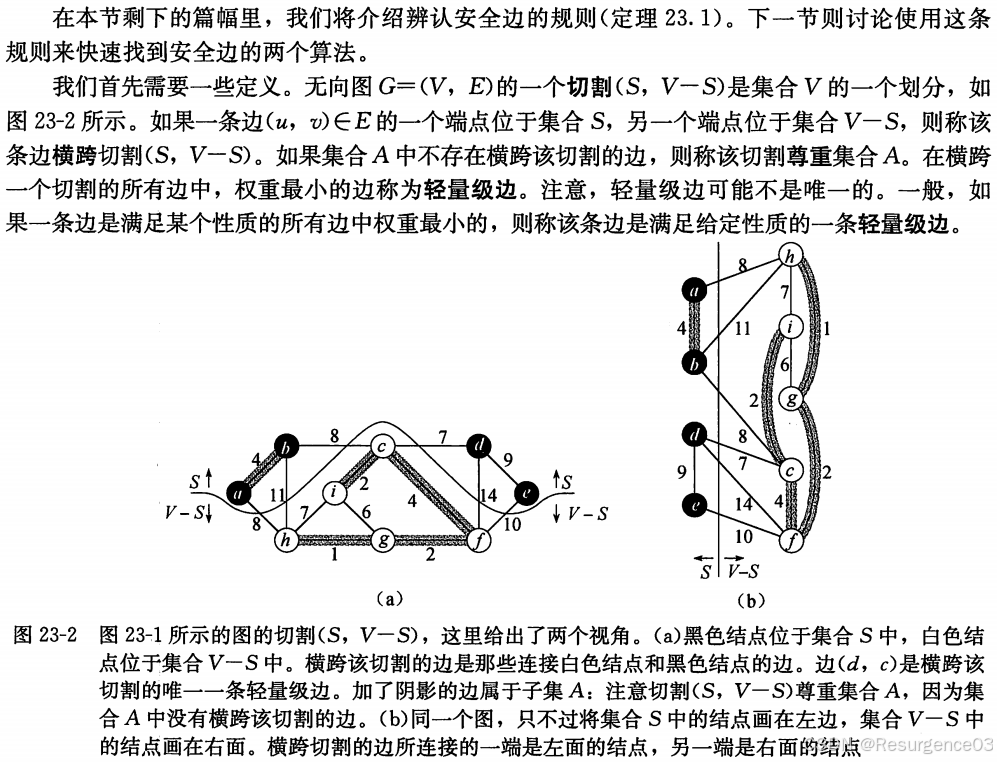 在本节剩下的篇幅里，我们将介绍辨认安全边的规则(定理 23.1)。下一节则讨论使用这条
规则来快速找到安全边的两个算法。
我们首先需要一些定义。无向图 G=(V，E)的一个切割(S，V－S)是集合 V 的一个划分，如
图 23-2 所示。如果一条边(u，v)∈E 的一个端点位于集合 S，另一个端点位于集合 V－S，则称该
条边横跨切割(S，V－S)。如果集合 A 中不存在横跨该切割的边，则称该切割尊重集合 A。在横跨
一个切割的所有边中，权重最小的边称为轻量级边。注意，轻量级边可能不是唯一的。一般，如
果一条边是满足某个性质的所有边中权重最小的，则称该条边是满足给定性质的一条轻量级边。
b 8 c 7 d
4 9
S↑ a 11 i 2 4 14 e ↑S
V－S↓ 8 7 6 10 ↓V－S
h 1 g 2 f
(a)
8 h
a 7
4 11 i 1
b 6
2 g
d 8
9 7 c 2
e 14 4
10 f
← S → V－S
(b)
图 23-2 图 23-1 所示的图的切割(S，V－S)，这里给出了两个视角。(a)黑色结点位于集合 S 中，白色结
点位于集合 V－S 中。横跨该切割的边是那些连接白色结点和黑色结点的边。边(d，c)是横跨该
切割的唯一一条轻量级边。加了阴影的边属于子集 A；注意切割(S，V－S)尊重集合 A，因为集
合 A 中没有横跨该切割的边。(b)同一个图，只不过将集合 S 中的结点画在左边，集合 V－S 中
的结点画在右面。横跨切割的边所连接的一端是左面的结点，另一端是右面的结点
@Resurgence03